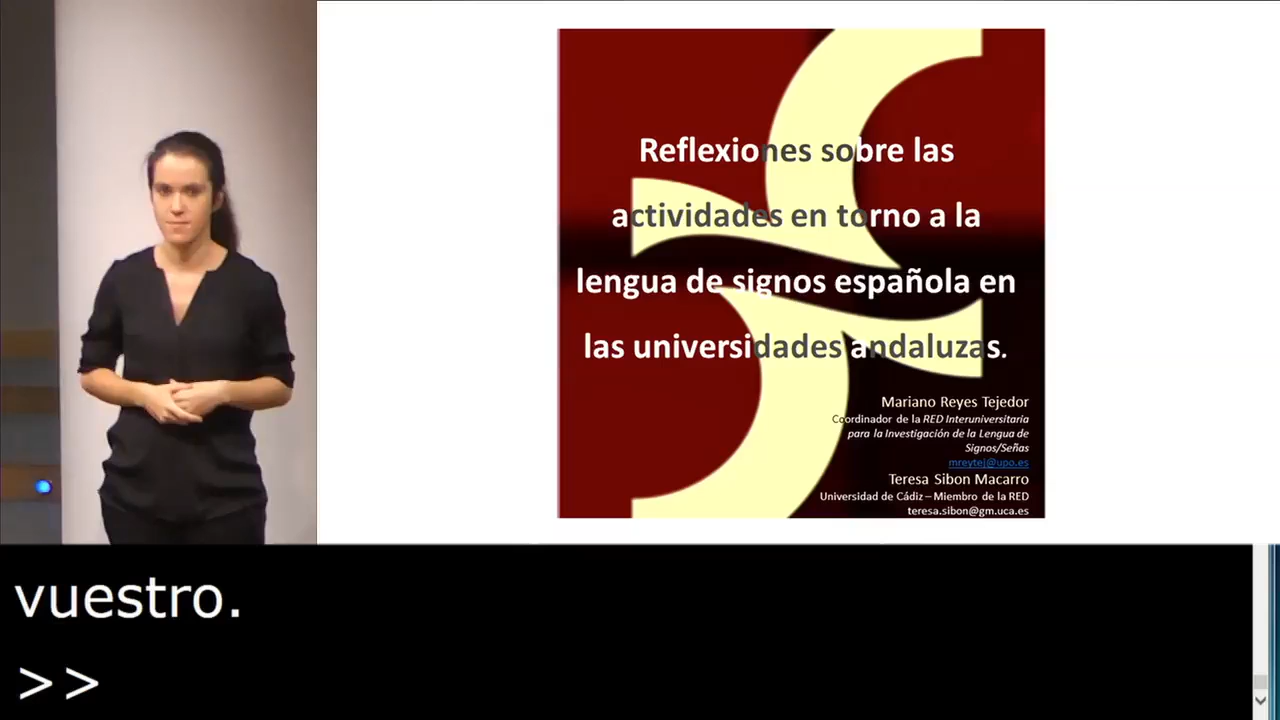 Reflexiones sobre las
actividades en torno a la
lengua de signos española en
las universidades andaluzas.
Mariano Reyes Tejedor
Coordinador de la RED Interuniversitaria
para la Investigación de la Lengua de
Signos/Señas
mreytej@upo.es
Teresa Sibon Macarro
Universidad de Cádiz – Miembro de la RED
teresa.sibon@gm.uca.es
vuestro.
>>